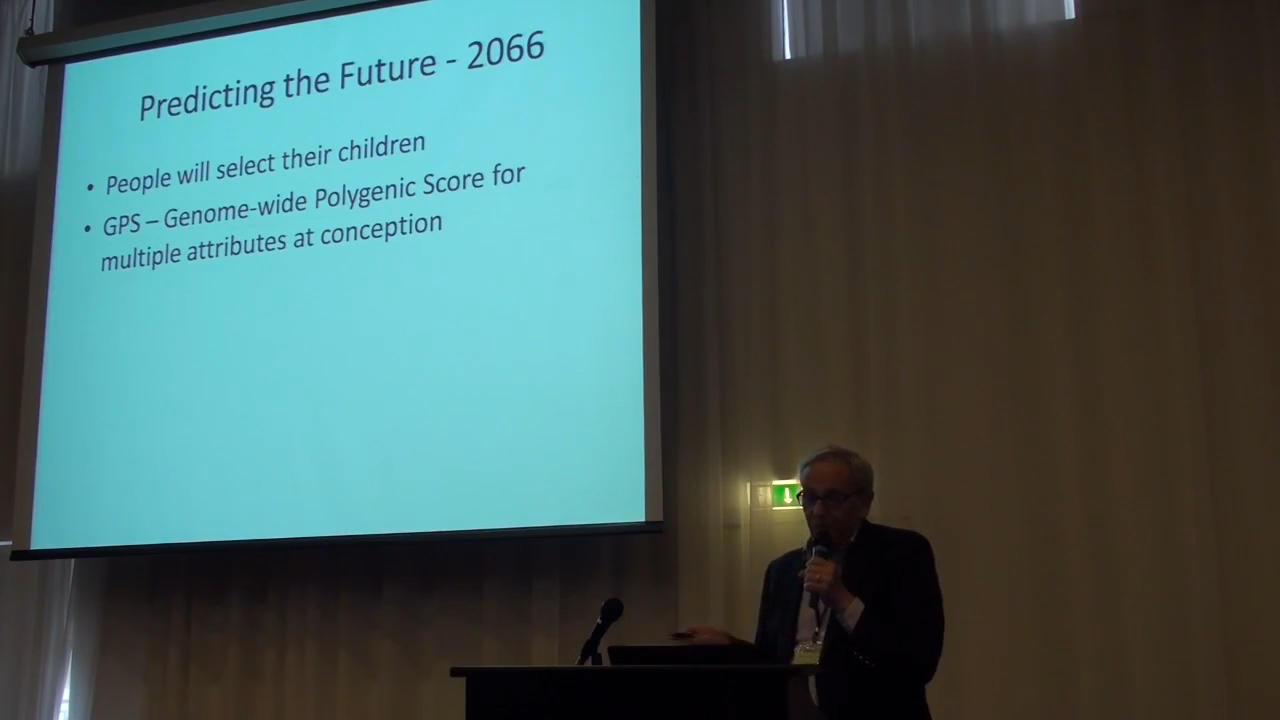 Predicting the Future - 2066
• People will select their children
• GPS – Genome-wide Polygenic Score for
multiple attributes at conception